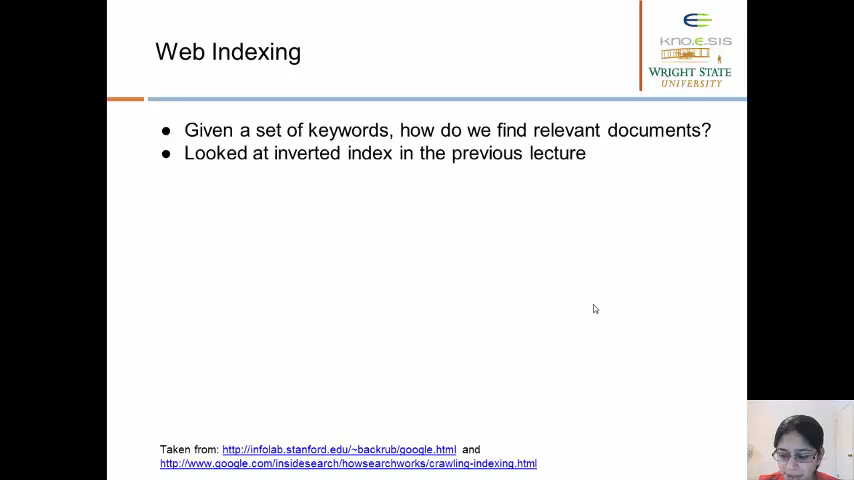 Web Indexing
kno.e.sis
WRIGHT STATE
UNIVERSITY
● Given a set of keywords, how do we find relevant documents?
● Looked at inverted index in the previous lecture
Taken from: http://infolab.stanford.edu/~backrub/google.html and
http://www.google.com/insidesearch/howsearchworks/crawling-indexing.html